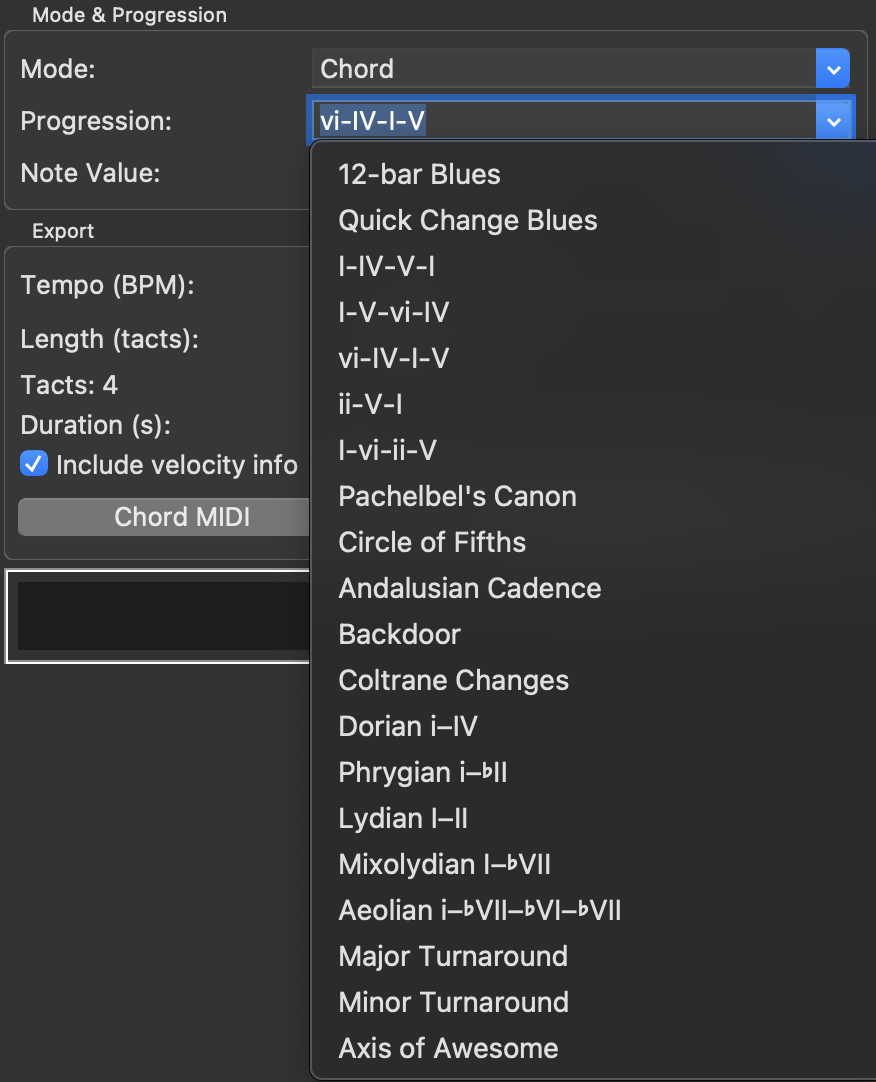 Mode & Progression
Mode:
Chord
Progression:
vi-IV-I-V
Note Value:
Export
Tempo (BPM):
Length (tacts):
Tacts: 4
Duration (s):
Include velocity info
Chord MIDI
12-bar Blues
Quick Change Blues
I-IV-V-I
I-V-vi-IV
vi-IV-I-V
ii-V-I
I-vi-ii-V
Pachelbel's Canon
Circle of Fifths
Andalusian Cadence
Backdoor
Coltrane Changes
Dorian i–IV
Phrygian i–♭II
Lydian I–II
Mixolydian I–♭VII
Aeolian i–♭VII–♭VI–♭VII
Major Turnaround
Minor Turnaround
Axis of Awesome